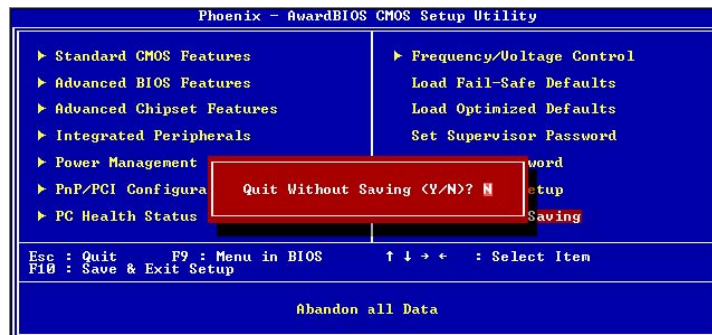 Phoenix - AwardBIOS CMOS Setup Utility
► Standard CMOS Features
► Advanced BIOS Features
► Advanced Chipset Features
► Integrated Peripherals
► Power Management
► PnP/PCI Configura
► PC Health Status
► Frequency/Voltage Control
Load Fail-Safe Defaults
Load Optimized Defaults
Set Supervisor Password
word
etup
Saving
Quit Without Saving (Y/N)? N
Esc : Quit F9 : Menu in BIOS ↑ ↓ → ← : Select Item
F10 : Save & Exit Setup
Abandon all Data